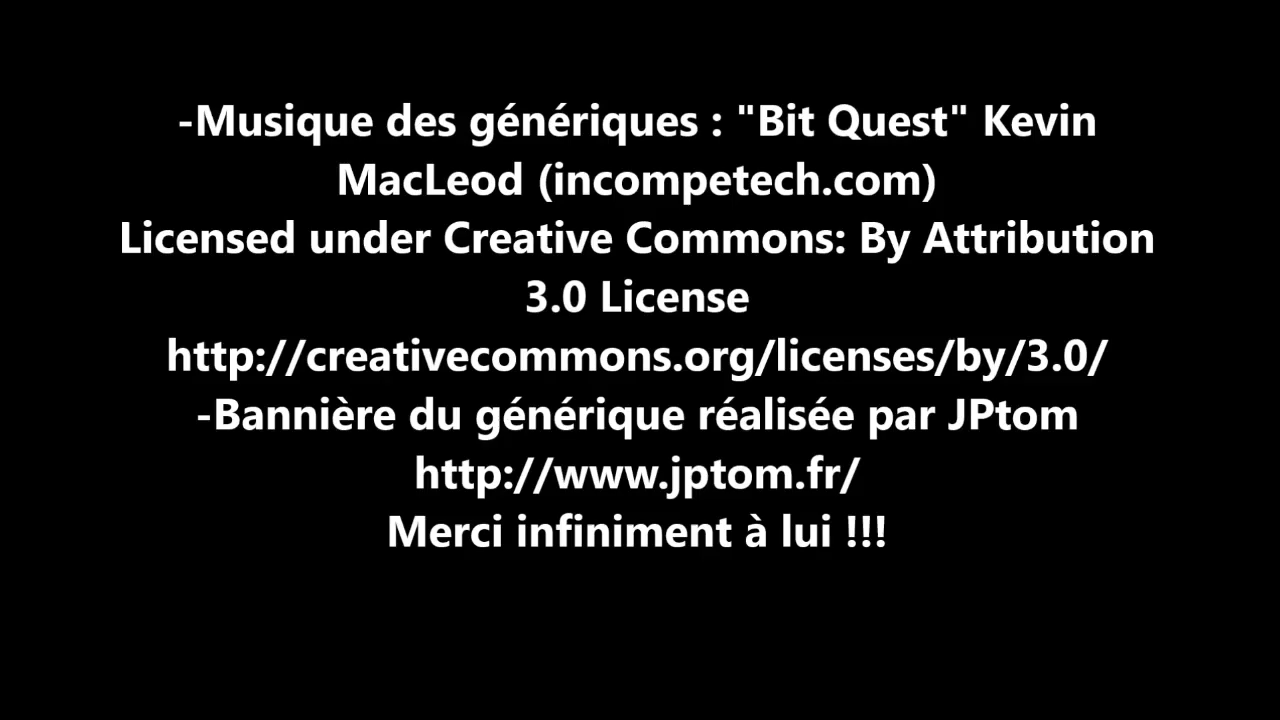 -Musique des génériques : "Bit Quest" Kevin
MacLeod (incompetech.com)
Licensed under Creative Commons: By Attribution
3.0 License
http://creativecommons.org/licenses/by/3.0/
-Bannière du générique réalisée par JPtom
http://www.jptom.fr/
Merci infiniment à lui !!!